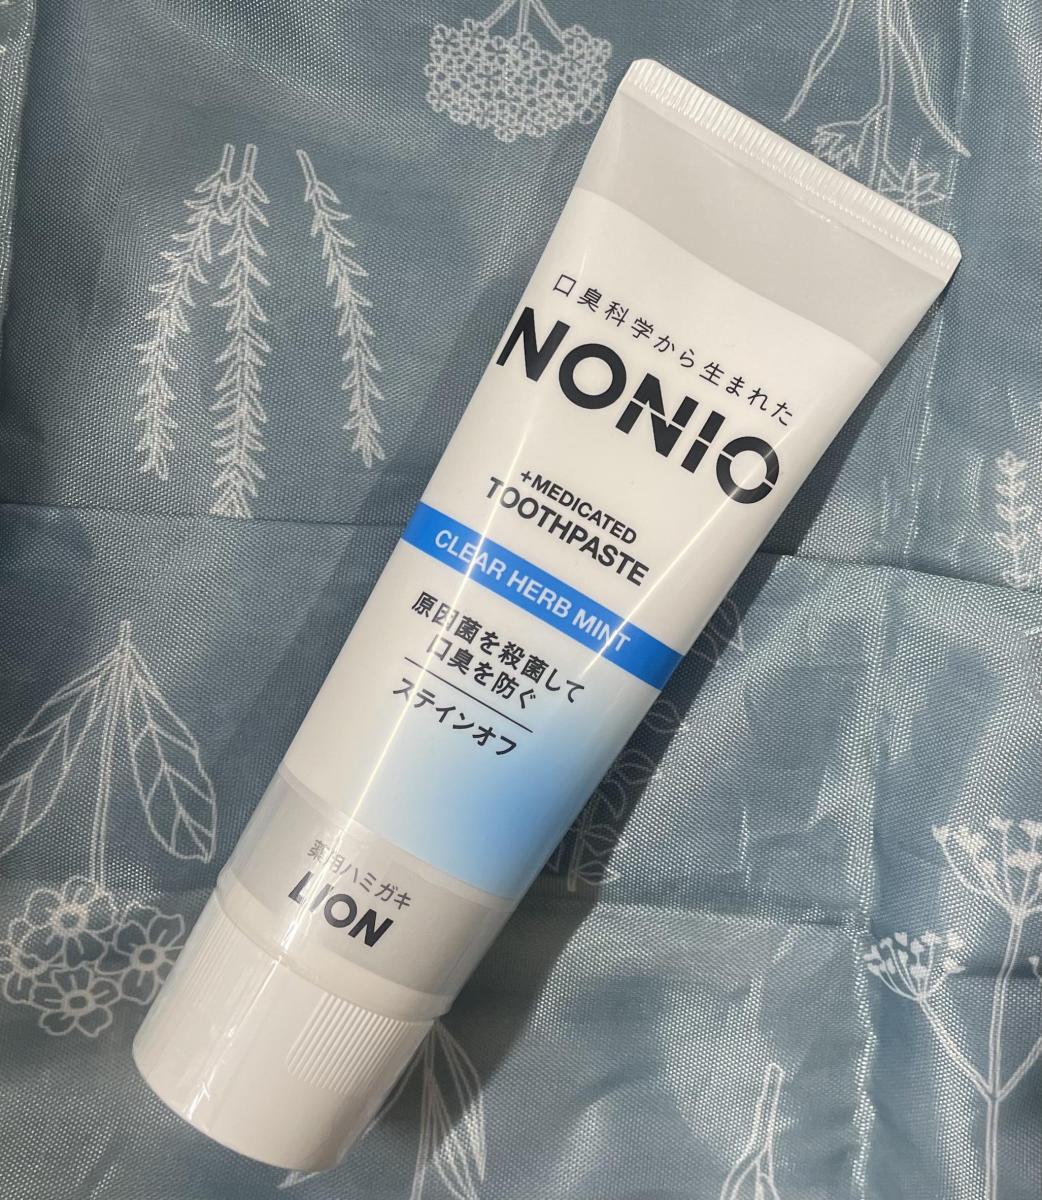 口臭科学から生まれた
NONIO
+MEDICATED
TOOTHPASTE
CLEAR HERB MINT
原因菌を殺菌して
口臭を防ぐ
ステインオフ
薬用ハミガキ
LION